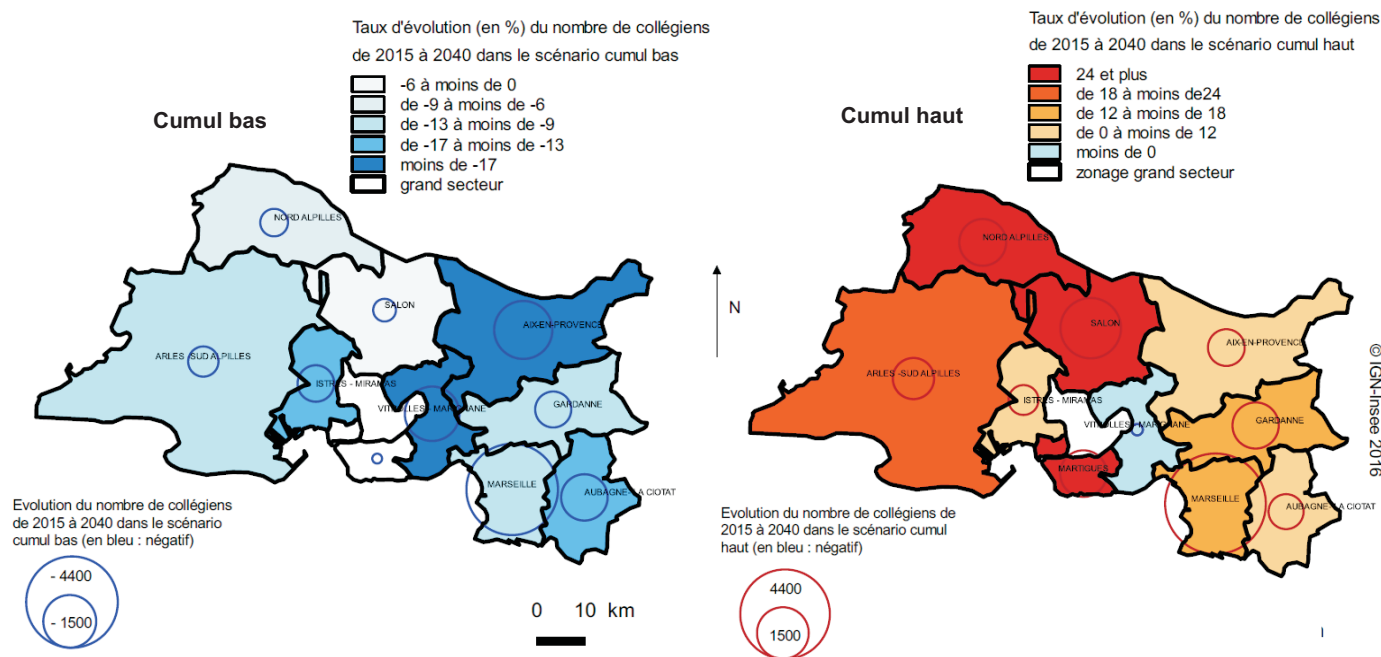 Taux d'évolution (en %) du nombre de collégiens
de 2015 à 2040 dans le scénario cumul bas
-6 à moins de 0
de -9 à moins de -6
de -13 à moins de -9
de -17 à moins de -13
moins de -17
grand secteur
Cumul bas
NORD ALPILLES
SALON
AIX-EN-PROVENCE
ARLES -SUD ALPILLES
ISTRES - MIRAMAS
VITROLLES - MARIGNANE
GARDANNE
MARSEILLE
AUBAGNE- LA CIOTAT
Evolution du nombre de collégiens
de 2015 à 2040 dans le scénario
cumul bas (en bleu : négatif)
- 4400
- 1500
0 10 km
Taux d'évolution (en %) du nombre de collégiens
de 2015 à 2040 dans le scénario cumul haut
24 et plus
de 18 à moins de24
de 12 à moins de 18
de 0 à moins de 12
moins de 0
zonage grand secteur
Cumul haut
N
NORD ALPILLES
SALON
AIX-EN-PROVENCE
ARLES -SUD ALPILLES
ISTRES - MIRAMAS
VITROLLES - MARIGNANE
GARDANNE
MARTIGUES
MARSEILLE
AUBAGNE- LA CIOTAT
Evolution du nombre de collégiens de
2015 à 2040 dans le scénario cumul
haut (en bleu : négatif)
4400
1500
© IGN-Insee 2016